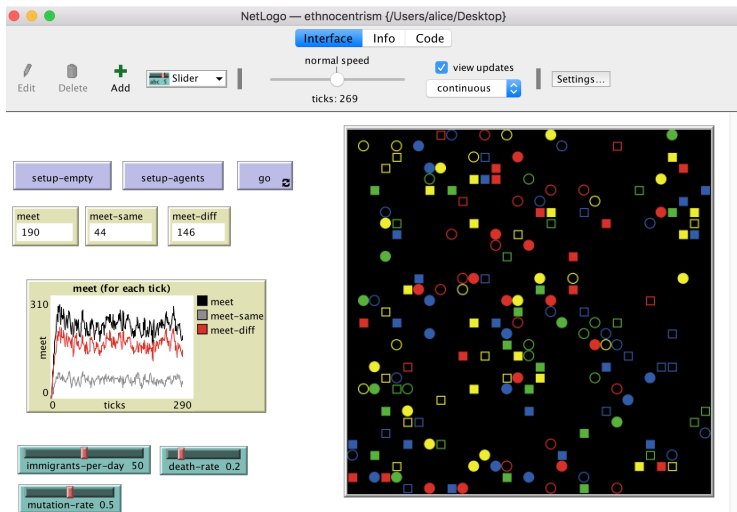 NetLogo — ethnocentrism {/Users/alice/Desktop}
Interface Info Code
normal speed
view updates
Edit Delete Add abc 5 Slider continuous Settings...
ticks: 269
setup-empty setup-agents go
meet meet-same meet-diff
190 44 146
meet (for each tick)
310
meet
meet-same
meet-diff
meet
0
0 ticks 290
immigrants-per-day 50 death-rate 0.2
mutation-rate 0.5